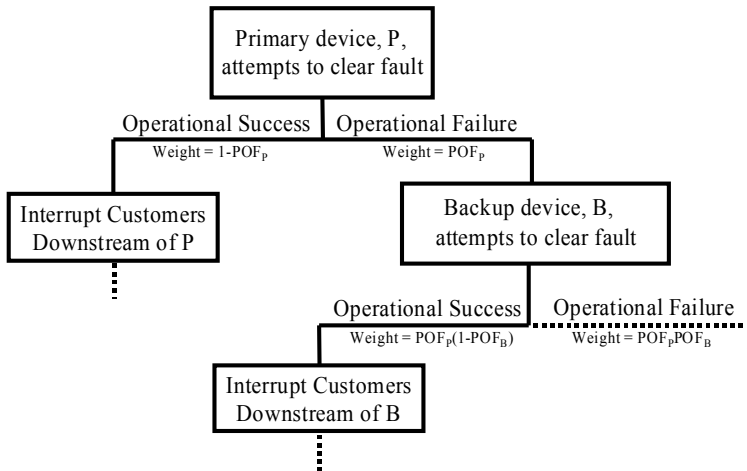 Primary device, P,
attempts to clear fault
Operational Success
Operational Failure
Weight = 1-POF_P
Weight = POF_P
Interrupt Customers
Downstream of P
Backup device, B,
attempts to clear fault
Operational Success
Operational Failure
Weight = POF_P(1-POF_B)
Weight = POF_PPOF_B
Interrupt Customers
Downstream of B